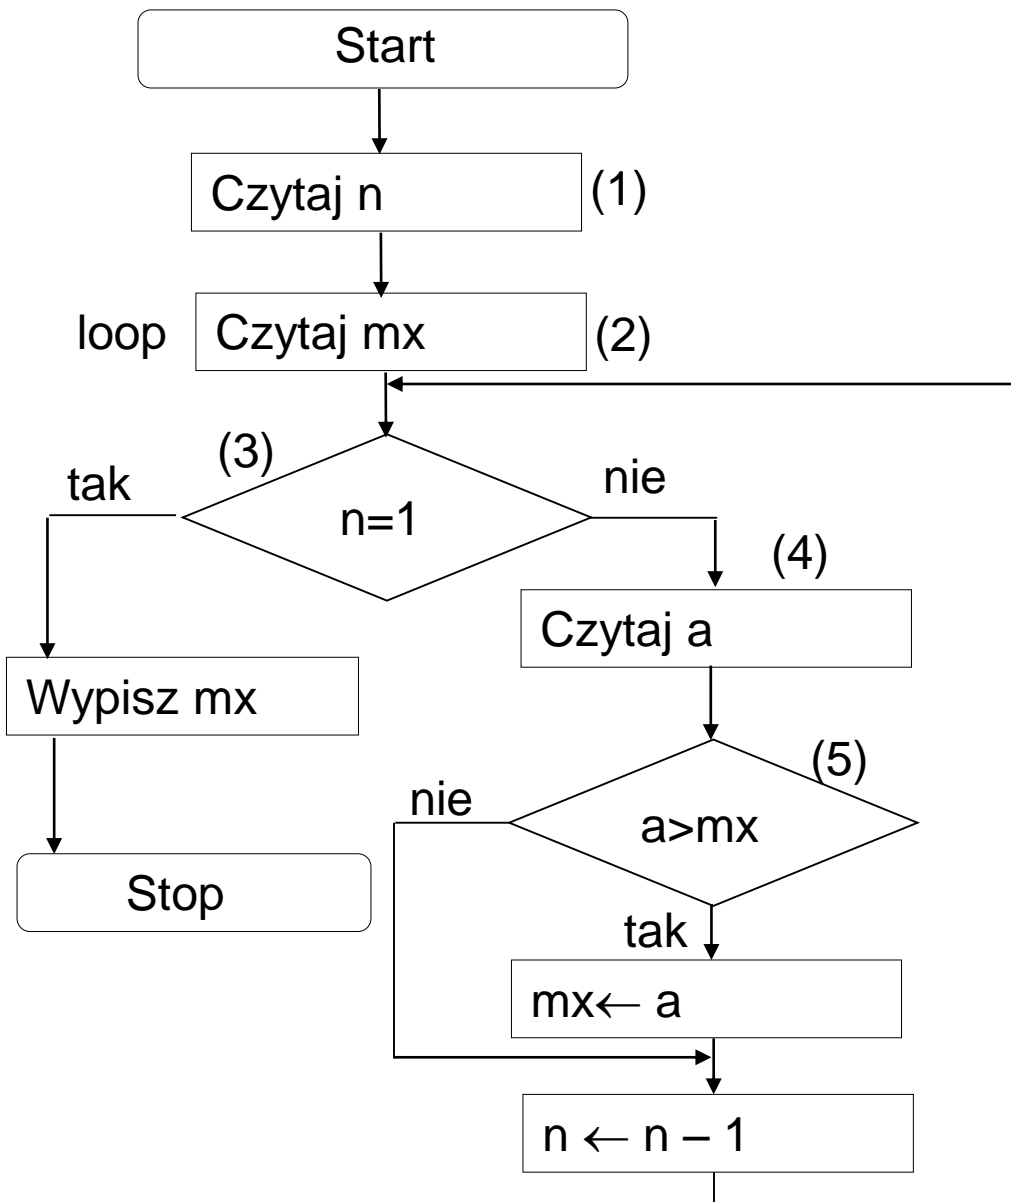 Start
Czytaj n
(1)
loop
Czytaj mx
(2)
(3)
tak
nie
n=1
(4)
Czytaj a
Wypisz mx
(5)
nie
a>mx
Stop
tak
mx← a
n ← n – 1